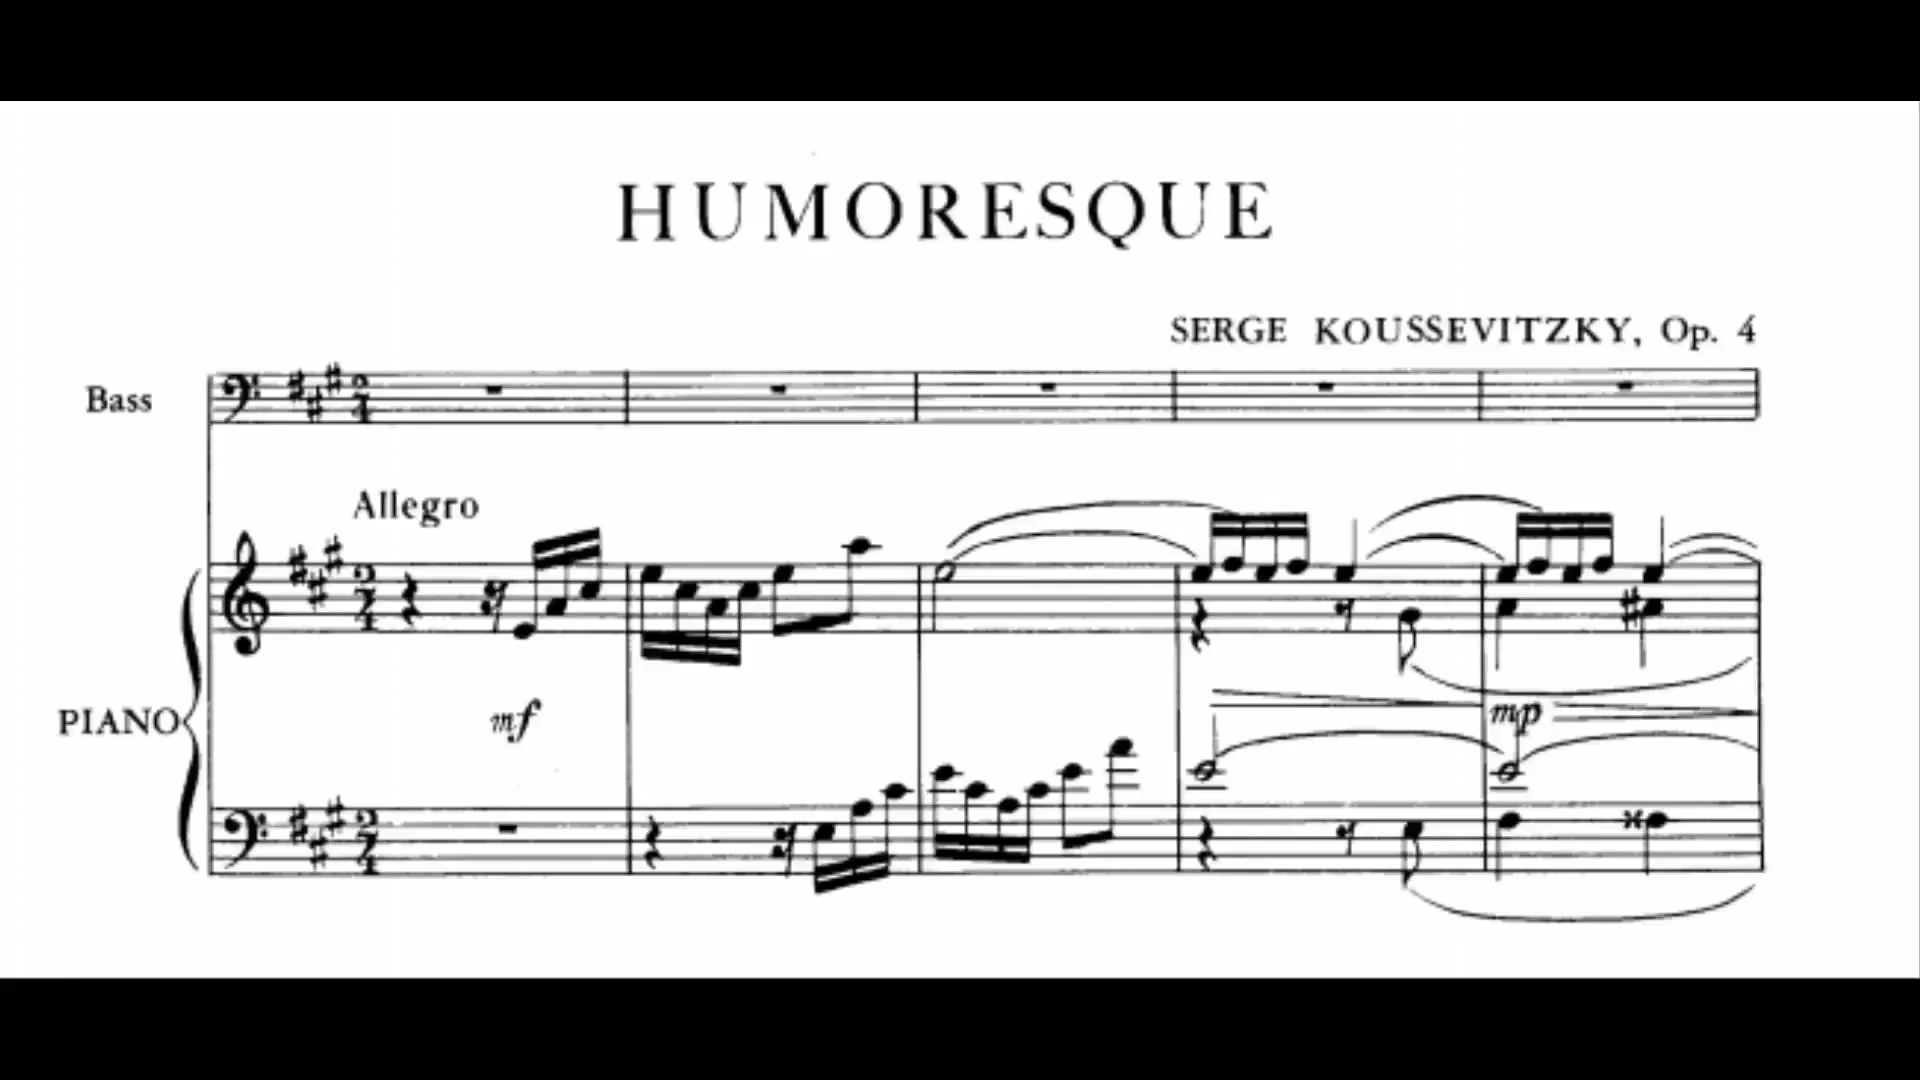 HUMORESQUE
SERGE KOUSSEVITZKY, Op. 4
Bass
Allegro
PIANO
mf
mp